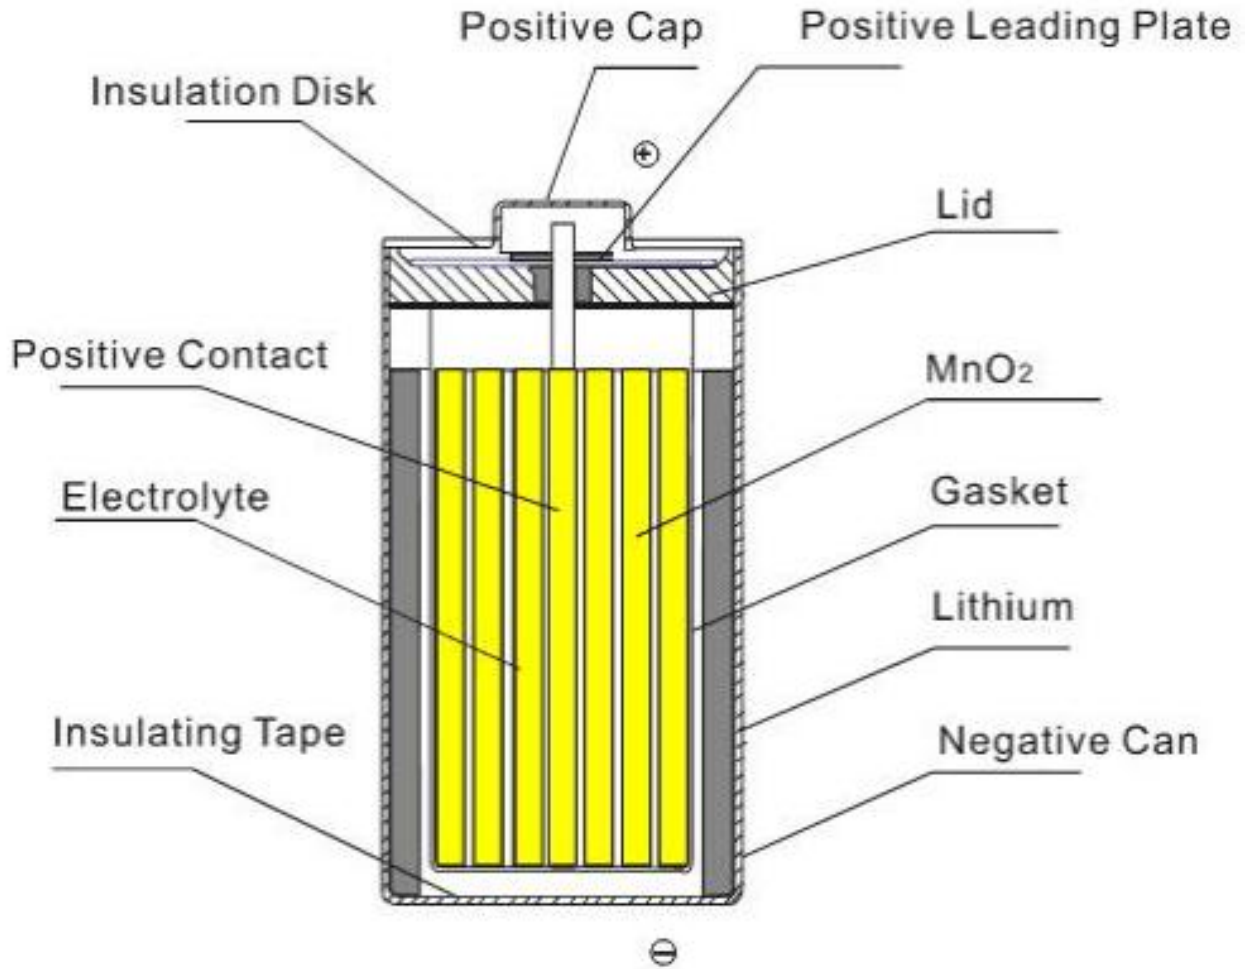 Positive Cap
Positive Leading Plate
Insulation Disk
+
Lid
Positive Contact
MnO₂
Electrolyte
Gasket
Lithium
Insulating Tape
Negative Can
−